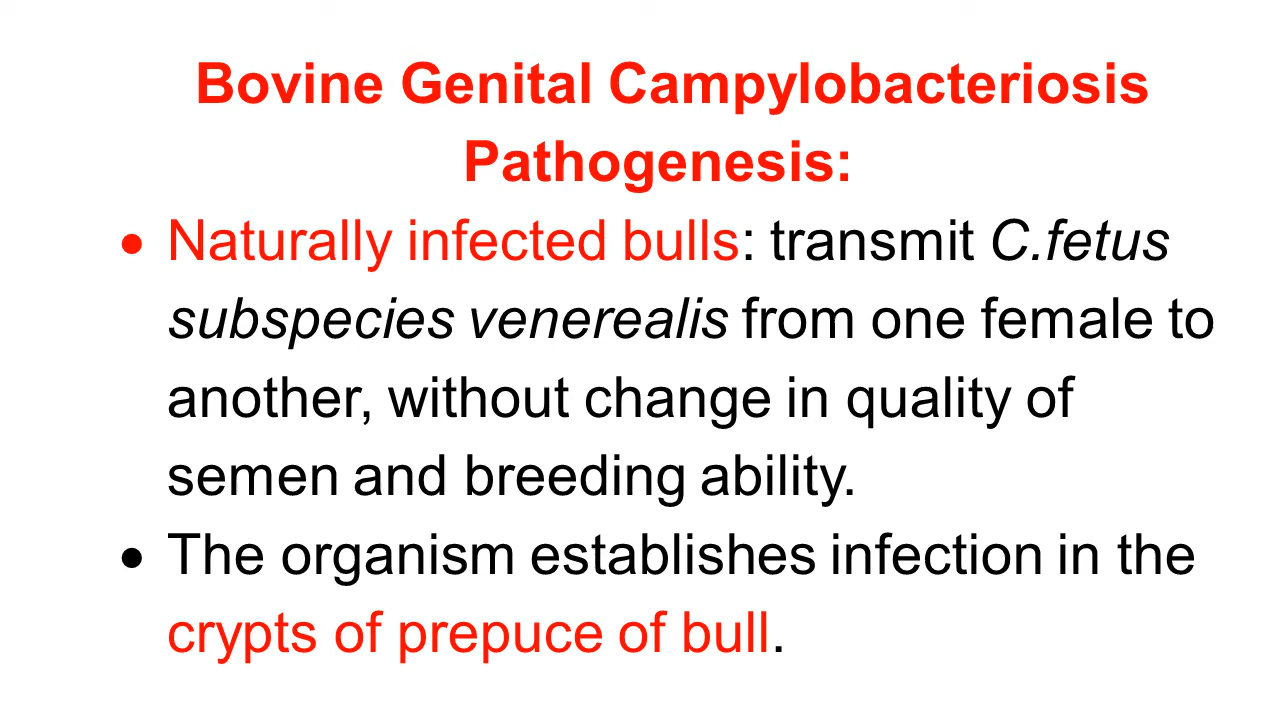 Bovine Genital Campylobacteriosis
Pathogenesis:
• Naturally infected bulls: transmit C.fetus
subspecies venerealis from one female to
another, without change in quality of
semen and breeding ability.
• The organism establishes infection in the
crypts of prepuce of bull.